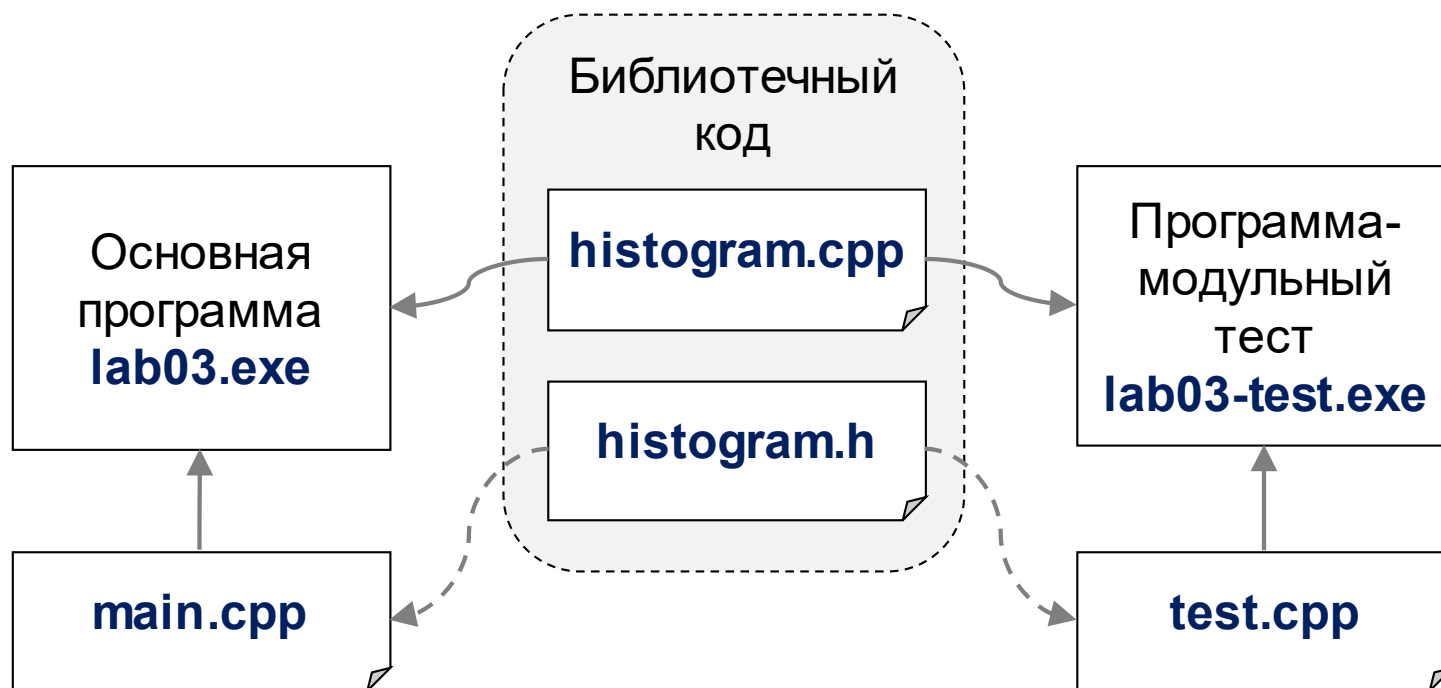 Библиотечный
код
Основная
программа
lab03.exe
histogram.cpp
histogram.h
Программа-
модульный
тест
lab03-test.exe
main.cpp
test.cpp